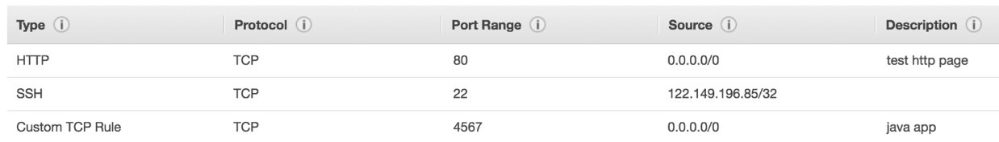 Type Protocol Port Range Source Description
HTTP TCP 80 0.0.0.0/0 test http page
SSH TCP 22 122.149.196.85/32
Custom TCP Rule TCP 4567 0.0.0.0/0 java app